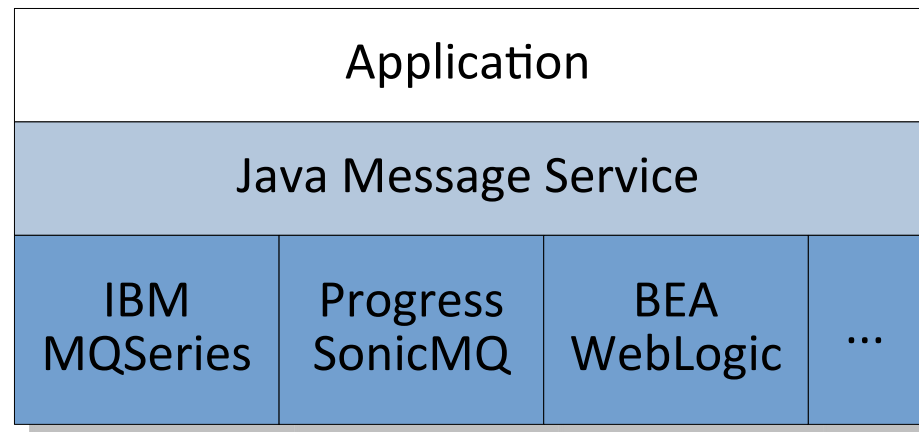 Application
Java Message Service
IBM
MQSeries
Progress
SonicMQ
BEA
WebLogic
...